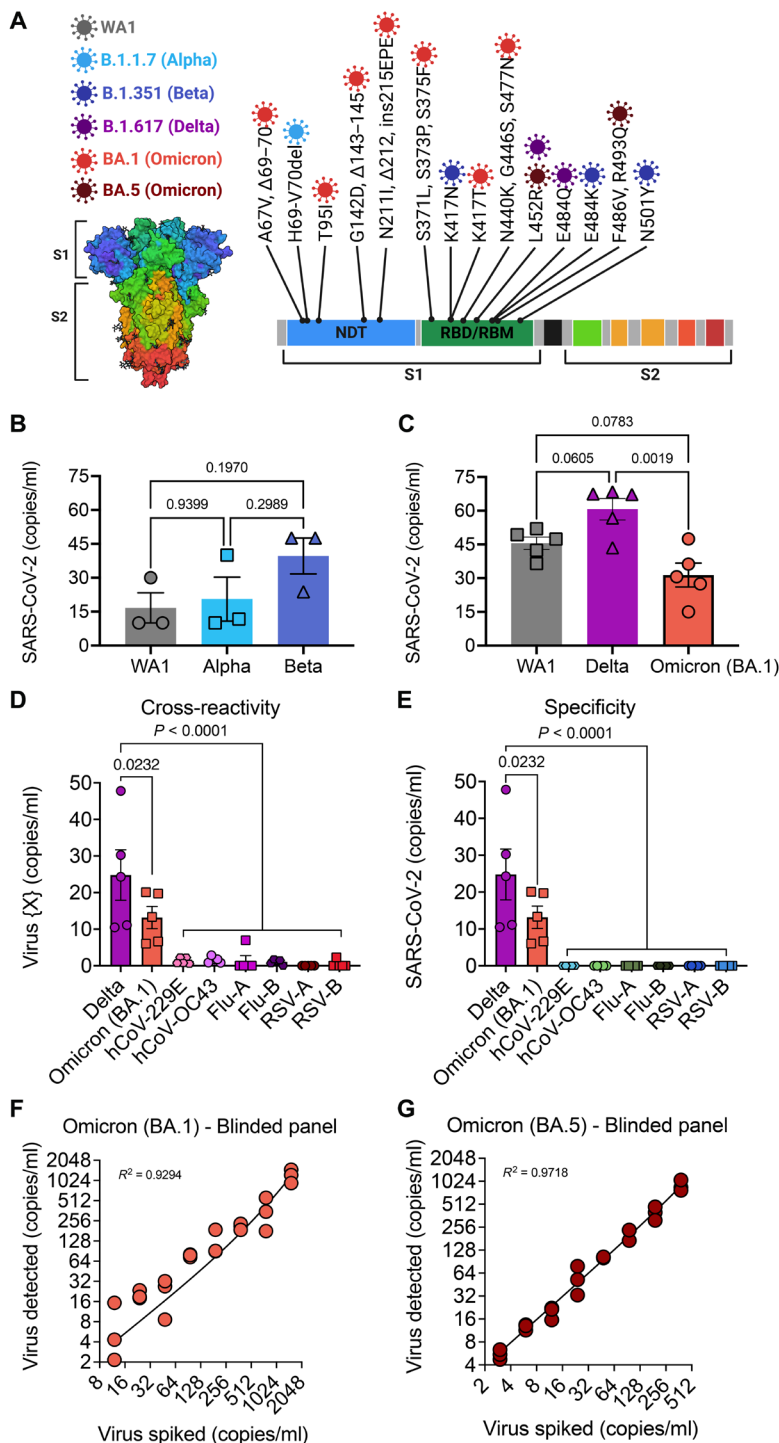 A
WA1
B.1.1.7 (Alpha)
B.1.351 (Beta)
B.1.617 (Delta)
BA.1 (Omicron)
BA.5 (Omicron)
S1
S2
A67V, Δ69–70
H69-V70del
T95I
G142D, Δ143–145
N211I, Δ212, ins215EPE
S371L, S373P, S375F
K417N
K417T
N440K, G446S, S477N
L452R
E484Q
E484K
F486V, R493Q
N501Y
NDT
RBD/RBM
S1
S2
B
SARS-CoV-2 (copies/ml)
75
60
45
30
15
0
0.1970
0.9399
0.2989
WA1
Alpha
Beta
C
SARS-CoV-2 (copies/ml)
75
60
45
30
15
0
0.0783
0.0605
0.0019
WA1
Delta
Omicron (BA.1)
D
Cross-reactivity
P < 0.0001
0.0232
Virus {X} (copies/ml)
50
40
30
20
10
0
Delta
Omicron (BA.1)
hCoV-229E
hCoV-OC43
Flu-A
Flu-B
RSV-A
RSV-B
E
Specificity
P < 0.0001
0.0232
SARS-CoV-2 (copies/ml)
50
40
30
20
10
0
Delta
Omicron (BA.1)
hCoV-229E
hCoV-OC43
Flu-A
Flu-B
RSV-A
RSV-B
F
Omicron (BA.1) - Blinded panel
R² = 0.9294
Virus detected (copies/ml)
2048
1024
512
256
128
64
32
16
8
4
2
8
16
32
64
128
256
512
1024
2048
Virus spiked (copies/ml)
G
Omicron (BA.5) - Blinded panel
R² = 0.9718
Virus detected (copies/ml)
2048
1024
512
256
128
64
32
16
8
4
2
4
8
16
32
64
128
256
512
Virus spiked (copies/ml)